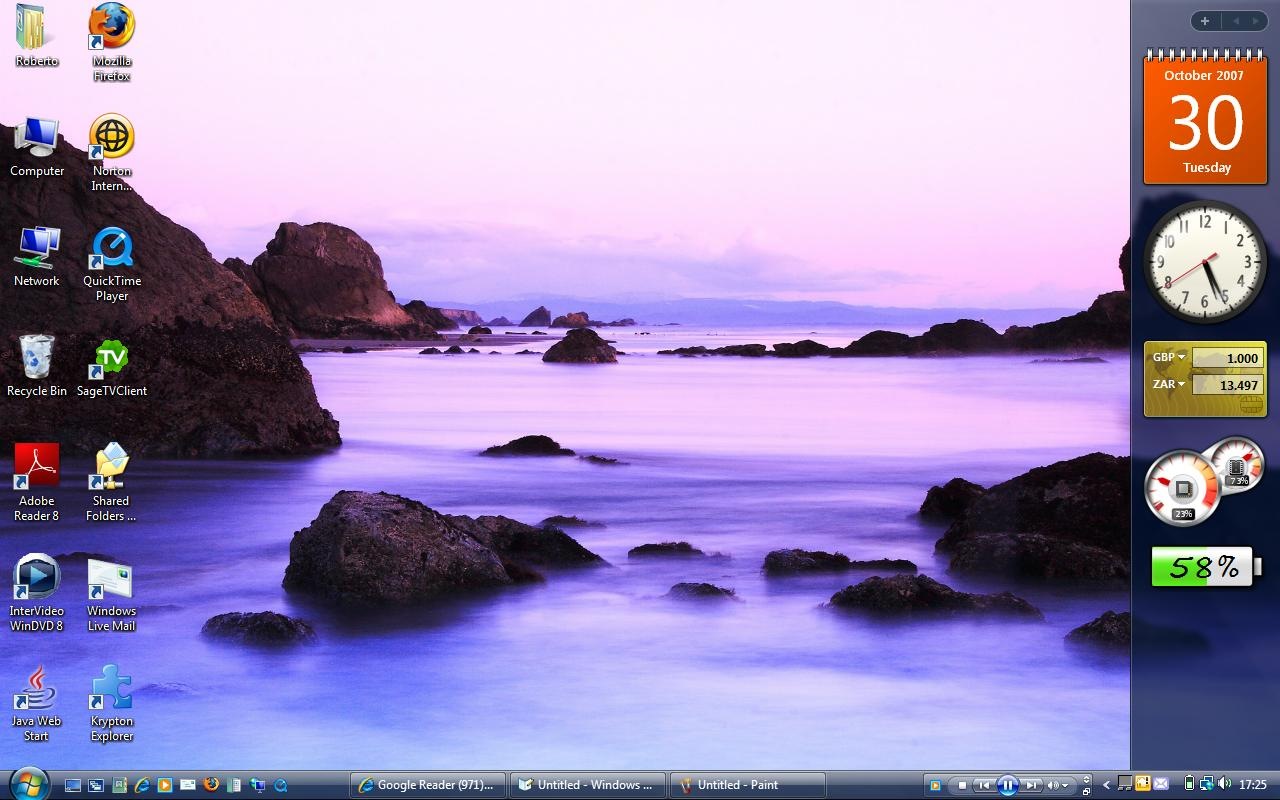 Roberto
Mozilla
Firefox
Computer
Norton
Intern...
Network
QuickTime
Player
Recycle Bin
SageTVClient
TV
Adobe
Reader 8
Shared
Folders ...
InterVideo
WinDVD 8
Windows
Live Mail
Java Web
Start
Krypton
Explorer
October 2007
30
Tuesday
12
1
2
3
4
5
6
7
8
9
10
11
GBP 1.000
ZAR 13.497
73%
23%
58%
Google Reader (971)...
Untitled - Windows ...
Untitled - Paint
17:25